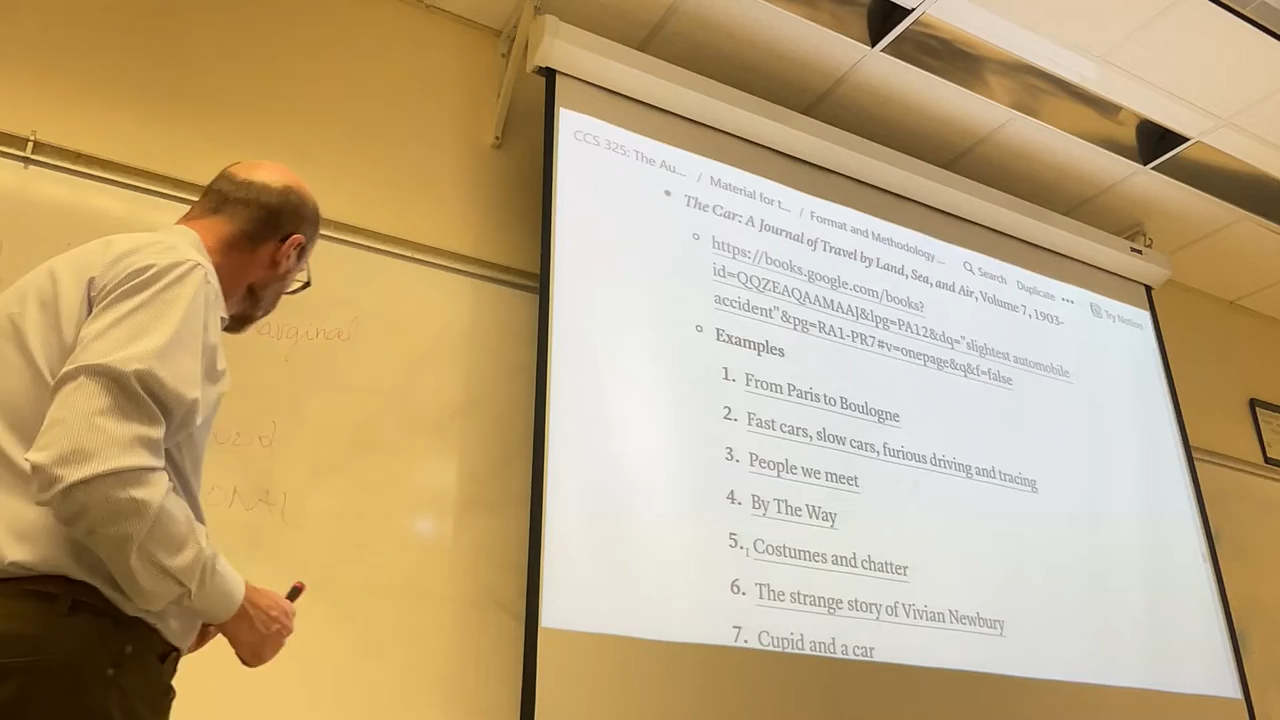 CCS 325: The Au... / Material for t... / Format and Methodology ...
Search Duplicate ••• Try Notion
• The Car: A Journal of Travel by Land, Sea, and Air, Volume 7, 1903-
https://books.google.com/books?
id=QQZEAQAAMAAJ&lpg=PA12&dq="slightest automobile
accident"&pg=RA1-PR7#v=onepage&q&f=false
Examples
1. From Paris to Boulogne
2. Fast cars, slow cars, furious driving and tracing
3. People we meet
4. By The Way
5. Costumes and chatter
6. The strange story of Vivian Newbury
7. Cupid and a car
arginal
ONAL